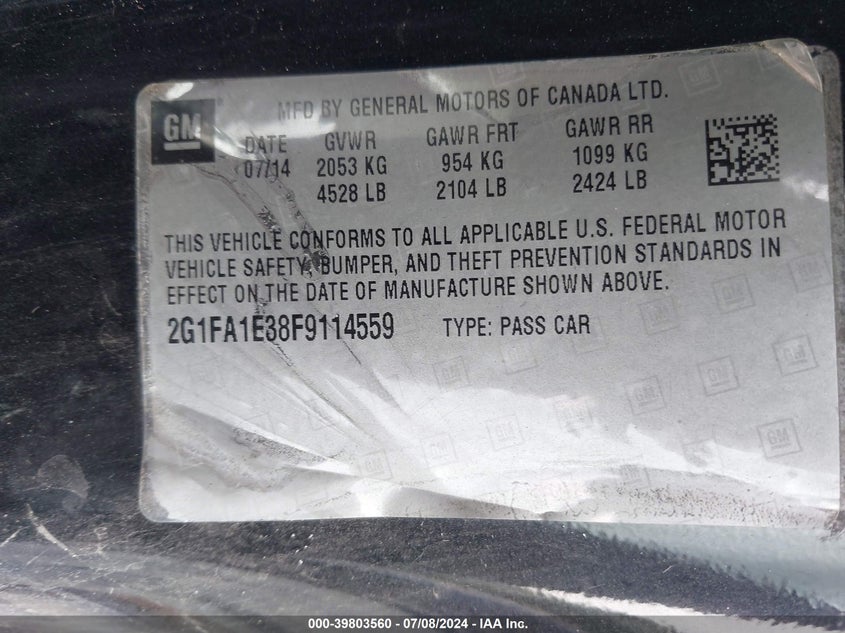 MFD BY GENERAL MOTORS OF CANADA LTD.
GM
DATE GVWR GAWR FRT GAWR RR
07/14 2053 KG 954 KG 1099 KG
4528 LB 2104 LB 2424 LB
THIS VEHICLE CONFORMS TO ALL APPLICABLE U.S. FEDERAL MOTOR
VEHICLE SAFETY, BUMPER, AND THEFT PREVENTION STANDARDS IN
EFFECT ON THE DATE OF MANUFACTURE SHOWN ABOVE.
2G1FA1E38F9114559 TYPE: PASS CAR
000-39803560 - 07/08/2024 - IAA Inc.